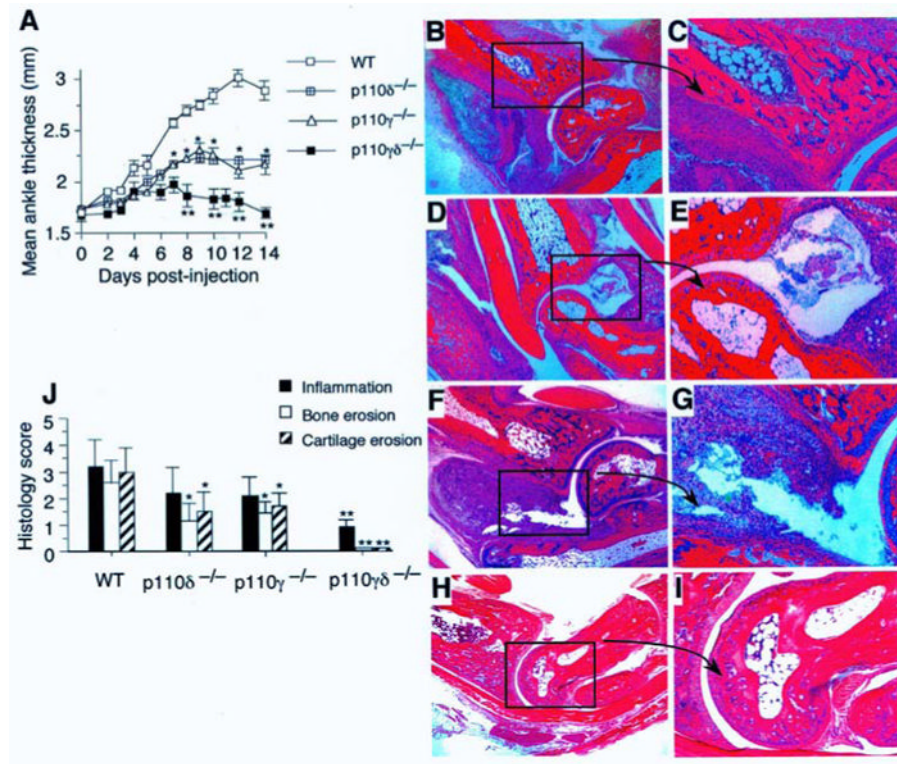 A
Mean ankle thickness (mm)
3
2.5
2
1.5
0 2 4 6 8 10 12 14
Days post-injection
WT
p110δ −/−
p110γ −/−
p110γδ −/−
* * * * * *
** ** ** **
B
C
D
E
F
G
H
I
J
Inflammation
Bone erosion
Cartilage erosion
Histology score
5
4
3
2
1
0
* * * * ** ** **
WT p110δ −/− p110γ −/− p110γδ −/−